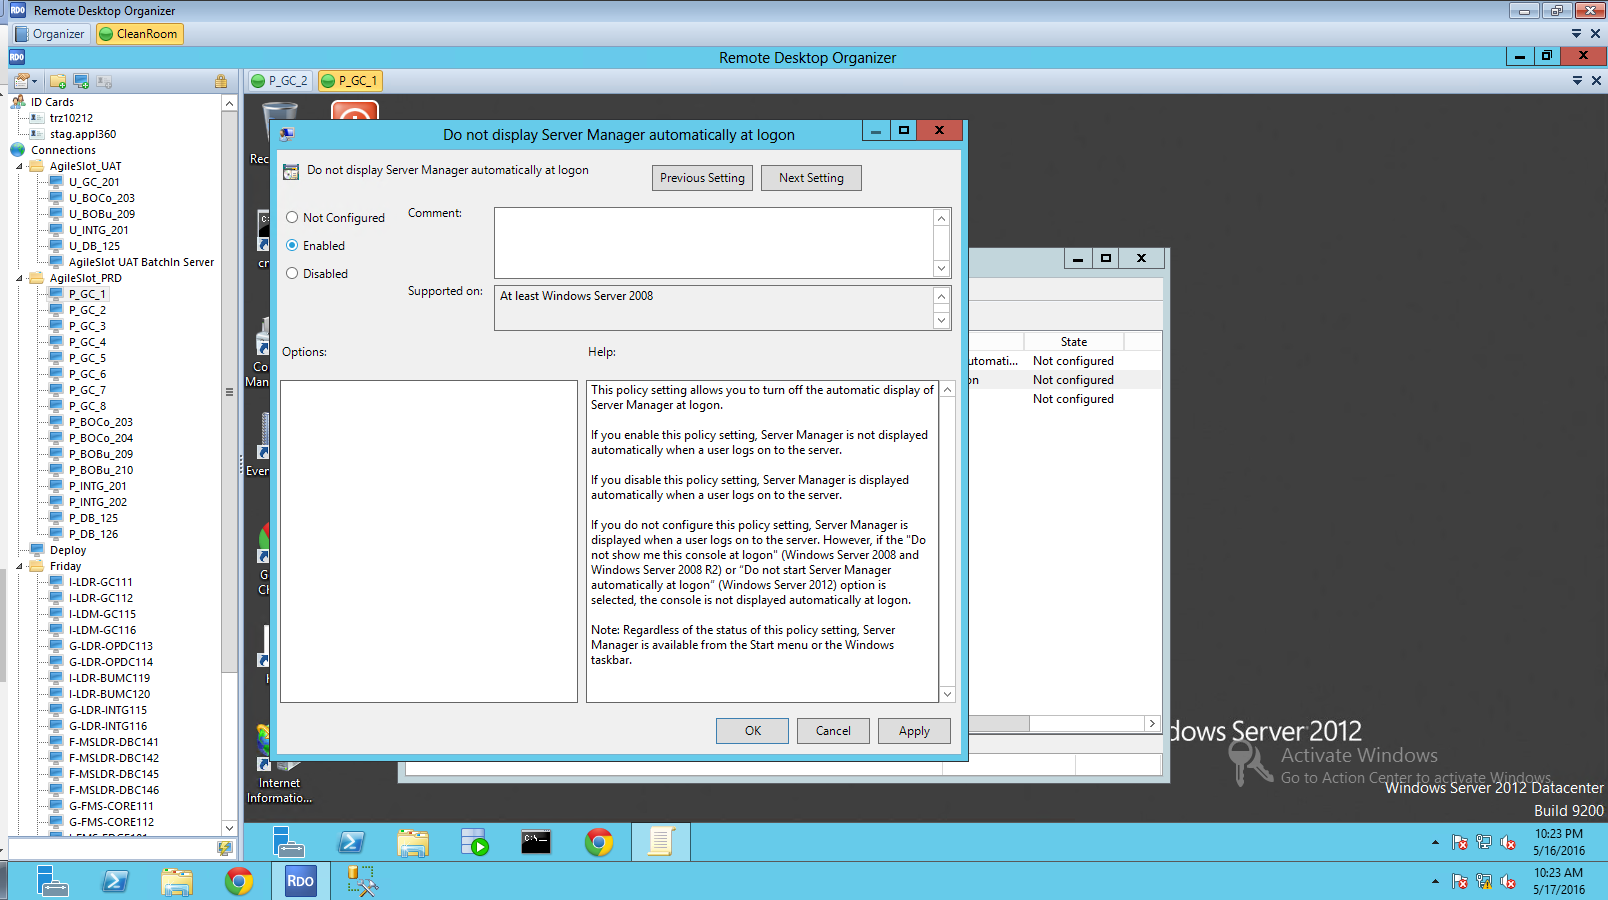 RDO Remote Desktop Organizer
Organizer
CleanRoom
RDO Remote Desktop Organizer
ID Cards
trz10212
stag.appl360
Connections
AgileSlot_UAT
U_GC_201
U_BOCo_203
U_BOBu_209
U_INTG_201
U_DB_125
AgileSlot UAT BatchIn Server
AgileSlot_PRD
P_GC_1
P_GC_2
P_GC_3
P_GC_4
P_GC_5
P_GC_6
P_GC_7
P_GC_8
P_BOCo_203
P_BOCo_204
P_BOBu_209
P_BOBu_210
P_INTG_201
P_INTG_202
P_DB_125
P_DB_126
Deploy
Friday
I-LDR-GC111
I-LDR-GC112
I-LDM-GC115
I-LDM-GC116
G-LDR-OPDC113
G-LDR-OPDC114
I-LDR-BUMC119
I-LDR-BUMC120
G-LDR-INTG115
G-LDR-INTG116
F-MSLDR-DBC141
F-MSLDR-DBC142
F-MSLDR-DBC145
F-MSLDR-DBC146
G-FMS-CORE111
G-FMS-CORE112
P_GC_2
P_GC_1
Rec
Co
Man
Even
G
CH
Internet
Informatio...
Do not display Server Manager automatically at logon
Do not display Server Manager automatically at logon
Previous Setting
Next Setting
Not Configured
Enabled
Disabled
Comment:
Supported on:
At least Windows Server 2008
Options:
Help:
This policy setting allows you to turn off the automatic display of
Server Manager at logon.
If you enable this policy setting, Server Manager is not displayed
automatically when a user logs on to the server.
If you disable this policy setting, Server Manager is displayed
automatically when a user logs on to the server.
If you do not configure this policy setting, Server Manager is
displayed when a user logs on to the server. However, if the “Do
not show me this console at logon” (Windows Server 2008 and
Windows Server 2008 R2) or “Do not start Server Manager
automatically at logon” (Windows Server 2012) option is
selected, the console is not displayed automatically at logon.
Note: Regardless of the status of this policy setting, Server
Manager is available from the Start menu or the Windows
taskbar.
OK
Cancel
Apply
State
utomati... Not configured
on Not configured
Not configured
dows Server 2012
Activate Windows
Go to Action Center to activate Windows.
Windows Server 2012 Datacenter
Build 9200
10:23 PM
5/16/2016
RDO
10:23 AM
5/17/2016